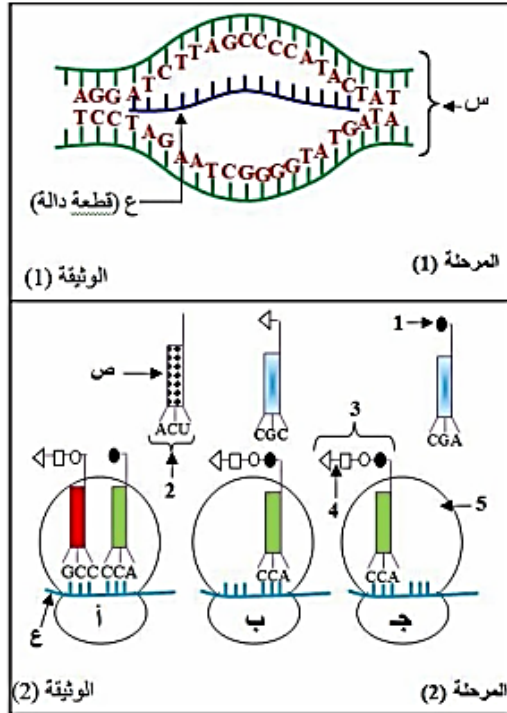 AGGATCTTAGCCCCATACTAT
TCCTAGAATCGGGGTATGATA
س
ع (قطعة دالة)
المرحلة (1)
الوثيقة (1)
1
ص
3
ACU
CGC
CGA
2
4
5
GCC CCA
CCA
CCA
ع
أ
ب
جـ
المرحلة (2)
الوثيقة (2)